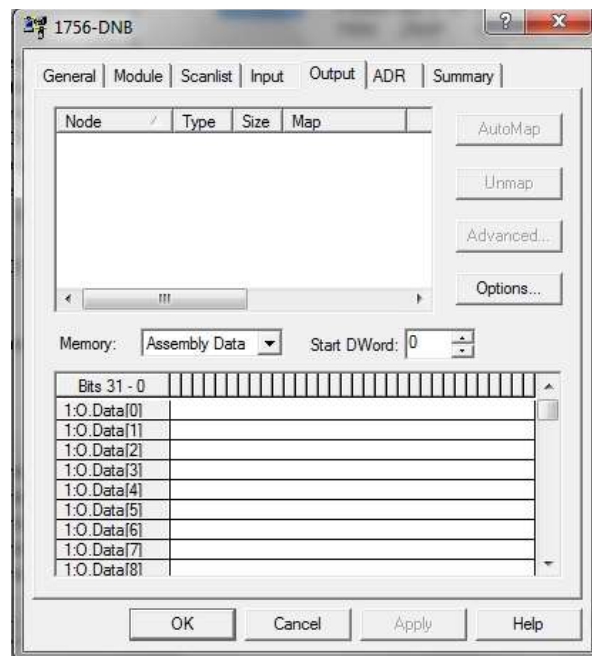 1756-DNB
General Module Scanlist Input Output ADR Summary
Node Type Size Map
AutoMap
Unmap
Advanced...
Options...
Memory: Assembly Data Start DWord: 0
Bits 31 - 0
1:O.Data[0]
1:O.Data[1]
1:O.Data[2]
1:O.Data[3]
1:O.Data[4]
1:O.Data[5]
1:O.Data[6]
1:O.Data[7]
1:O.Data[8]
OK Cancel Apply Help